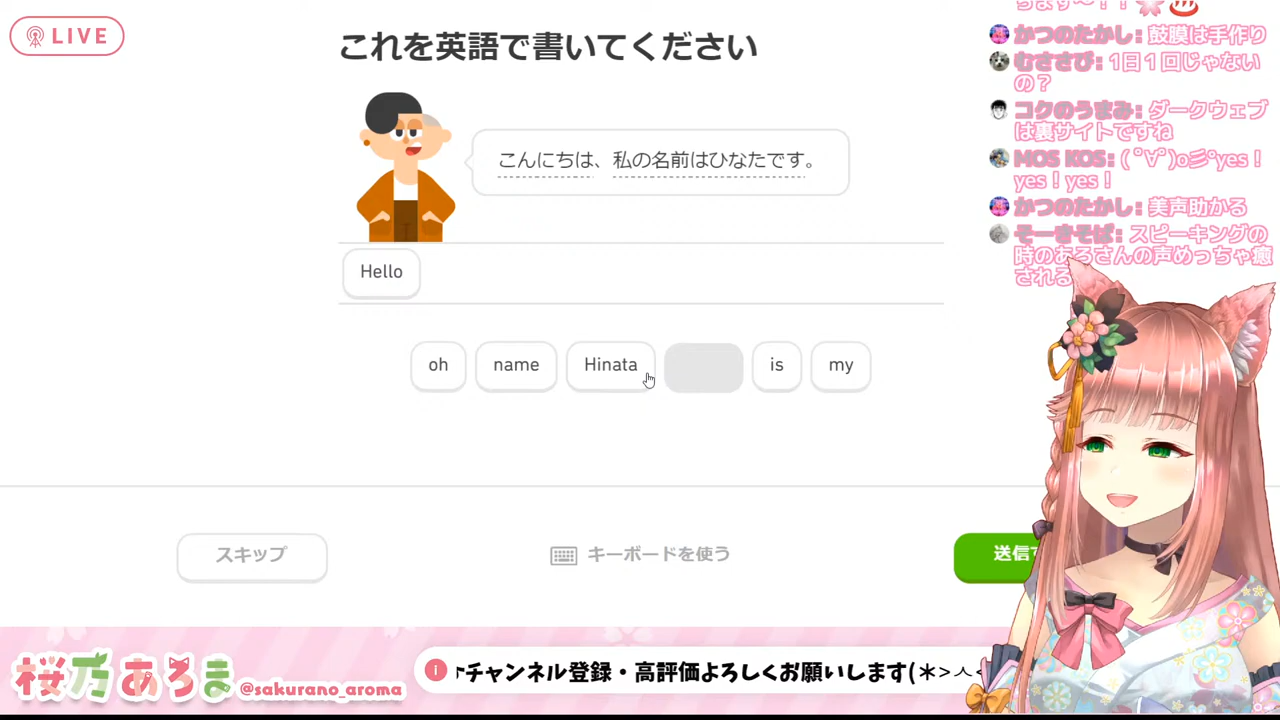 LIVE
これを英語で書いてください
こんにちは、私の名前はひなたです。
Hello
oh
name
Hinata
is
my
スキップ
キーボードを使う
送信
桜乃あろま
@sakurano_aroma
チャンネル登録・高評価よろしくお願いします(*>人<
かつのたかし: 鼓膜は手作り
むささび: 1日1回じゃない
の?
コクのうまみ: ダークウェブ
は裏サイトですね
MOS KOS: ( ﾟ∀ﾟ)o彡°yes!
yes!yes!
かつのたかし: 美声助かる
そーきそば: スピーキングの
時のあろさんの声めっちゃ癒
される